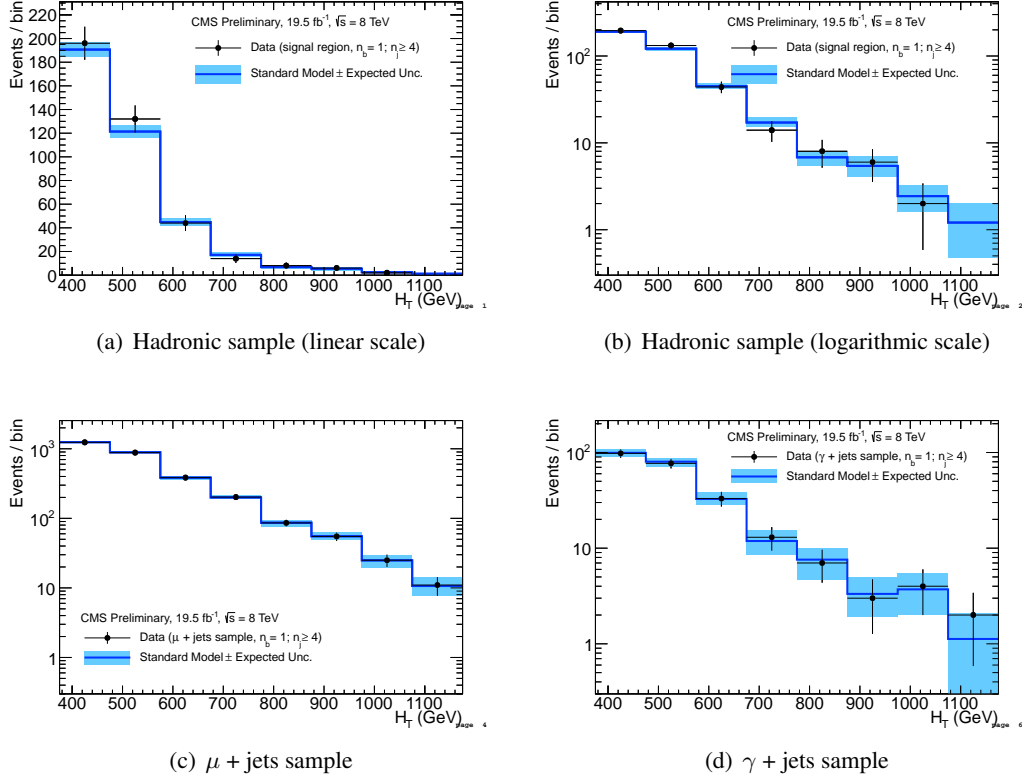 CMS Preliminary, 19.5 fb⁻¹, √s = 8 TeV
Data (signal region, n_b = 1; n_j ≥ 4)
Standard Model ± Expected Unc.
Events / bin
200
180
160
140
120
100
80
60
40
20
0
400 500 600 700 800 900 1000 1100
H_T (GeV)
page 1
(a) Hadronic sample (linear scale)
CMS Preliminary, 19.5 fb⁻¹, √s = 8 TeV
Data (signal region, n_b = 1; n_j ≥ 4)
Standard Model ± Expected Unc.
Events / bin
10²
10
1
400 500 600 700 800 900 1000 1100
H_T (GeV)
page 2
(b) Hadronic sample (logarithmic scale)
Events / bin
10³
10²
10
1
CMS Preliminary, 19.5 fb⁻¹, √s = 8 TeV
Data (μ + jets sample, n_b = 1; n_j ≥ 4)
Standard Model ± Expected Unc.
400 500 600 700 800 900 1000 1100
H_T (GeV)
page 4
(c) μ + jets sample
CMS Preliminary, 19.5 fb⁻¹, √s = 8 TeV
Data (γ + jets sample, n_b = 1; n_j ≥ 4)
Standard Model ± Expected Unc.
Events / bin
10²
10
1
400 500 600 700 800 900 1000 1100
H_T (GeV)
page 6
(d) γ + jets sample